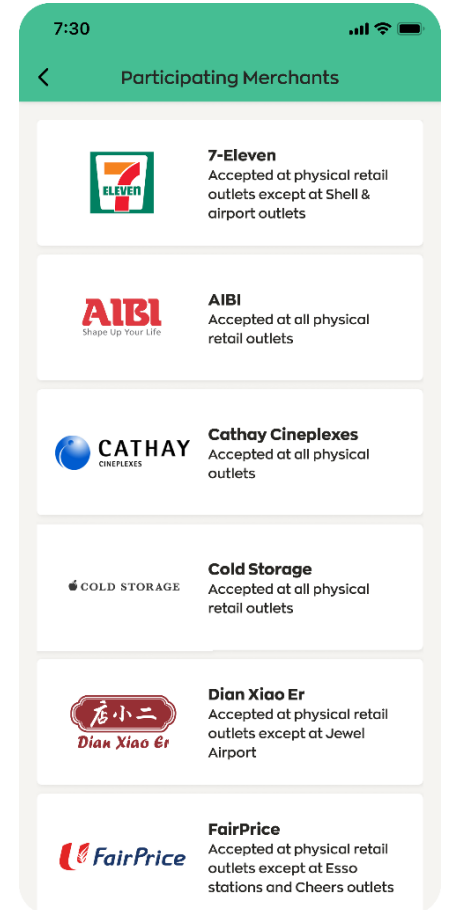 7:30
Participating Merchants
7
ELEVEn
7-Eleven
Accepted at physical retail
outlets except at Shell &
airport outlets
AIBI
Shape Up Your Life
AIBI
Accepted at all physical
retail outlets
CATHAY
CINEPLEXES
Cathay Cineplexes
Accepted at all physical
outlets
COLD STORAGE
Cold Storage
Accepted at all physical
retail outlets
店小二
Dian Xiao Er
Dian Xiao Er
Accepted at physical retail
outlets except at Jewel
Airport
FairPrice
FairPrice
Accepted at physical retail
outlets except at Esso
stations and Cheers outlets